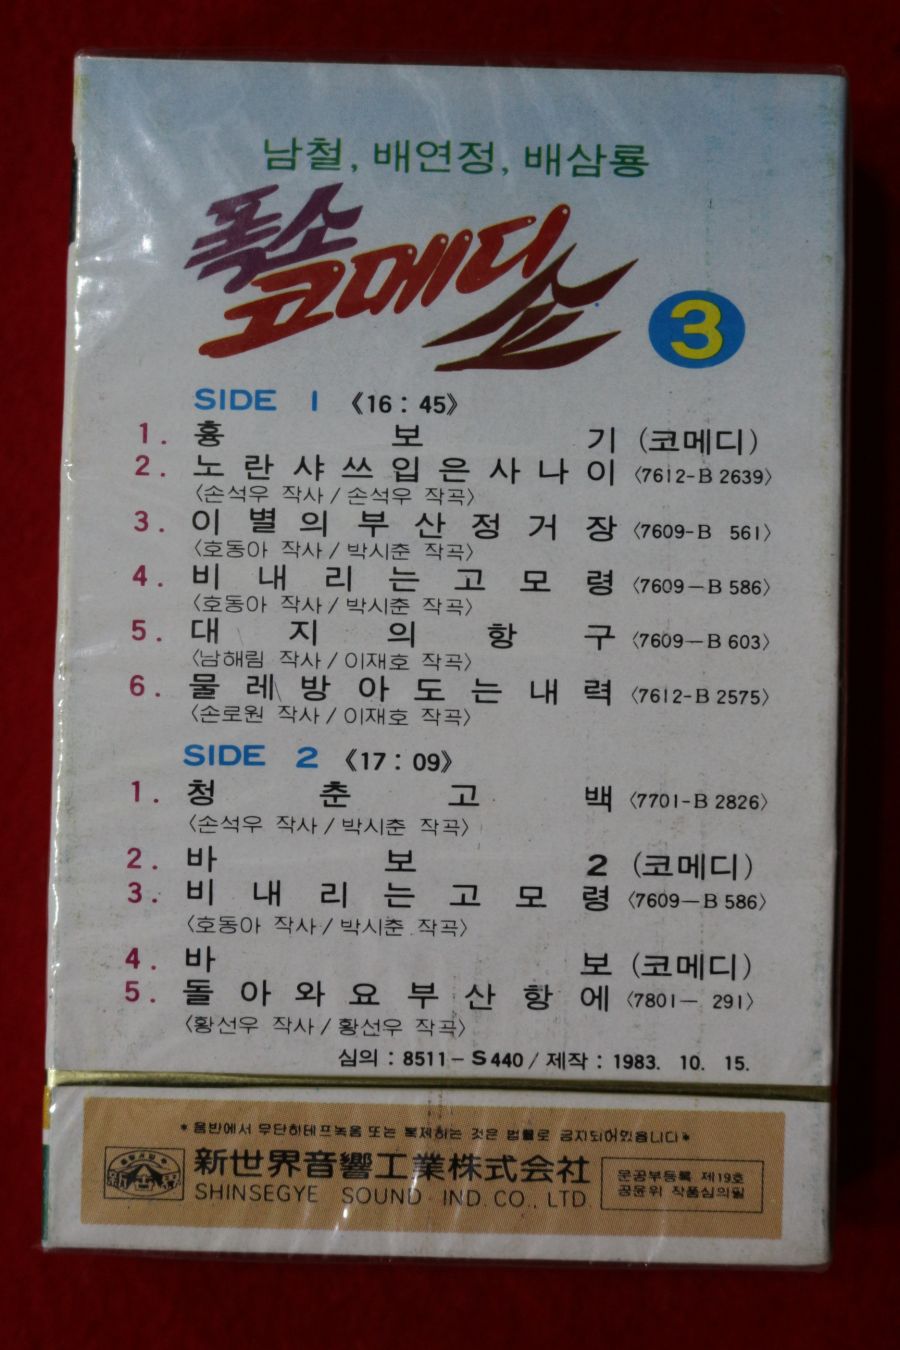 남철, 배연정, 배삼룡
폭소
코메디
쇼
3
SIDE 1 《16 : 45》
1. 흉보기 (코메디)
2. 노란샤쓰입은사나이 〈7612-B 2639〉
〈손석우 작사 / 손석우 작곡〉
3. 이별의부산정거장 〈7609-B 561〉
〈호동아 작사 / 박시춘 작곡〉
4. 비내리는고모령 〈7609-B 586〉
〈호동아 작사 / 박시춘 작곡〉
5. 대지의항구 〈7609-B 603〉
〈남해림 작사 / 이재호 작곡〉
6. 물레방아도는내력 〈7612-B 2575〉
〈손로원 작사 / 이재호 작곡〉
SIDE 2 《17 : 09》
1. 청춘고백 〈7701-B 2826〉
〈손석우 작사 / 박시춘 작곡〉
2. 바보2 (코메디)
3. 비내리는고모령 〈7609-B 586〉
〈호동아 작사 / 박시춘 작곡〉
4. 바보 (코메디)
5. 돌아와요부산항에 〈7801- 291〉
〈황선우 작사 / 황선우 작곡〉
심의 : 8511-S440 / 제작 : 1983. 10. 15.
*음반에서 무단히테프녹음 또는 복제하는 것은 법률로 금지되어있읍니다*
新世界音響工業株式会社
SHINSEGYE SOUND IND. CO., LTD.
문공부등록 제19호
공윤위 작품심의필